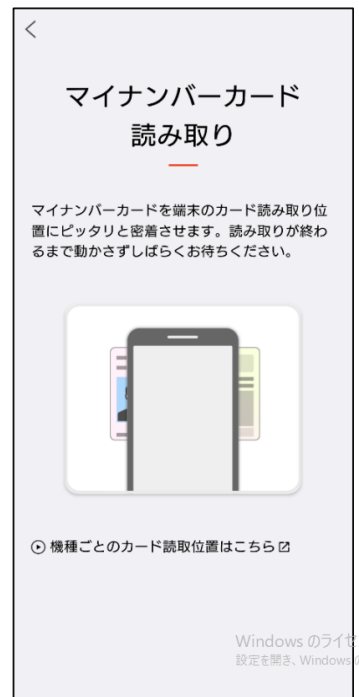 マイナンバーカード
読み取り
マイナンバーカードを端末のカード読み取り位
置にピッタリと密着させます。読み取りが終わ
るまで動かさずしばらくお待ちください。
機種ごとのカード読取位置はこちら
Windows のライセ
設定を開き、Windows の